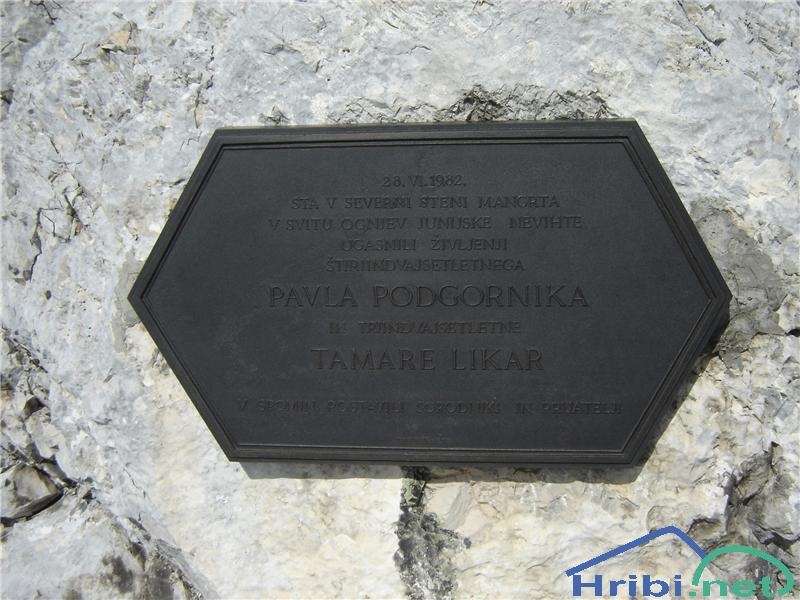 28. VI. 1982.
STA V SEVERNI STENI MANGRTA
V SVITU OGNJEV JUNIJSKE NEVIHTE
UGASNILI ŽIVLJENJI
ŠTIRIINDVAJSETLETNEGA
PAVLA PODGORNIKA
IN TRIINDVAJSETLETNE
TAMARE LIKAR
V SPOMIN POSTAVILI SORODNIKI IN PRIJATELJI
Hribi.net